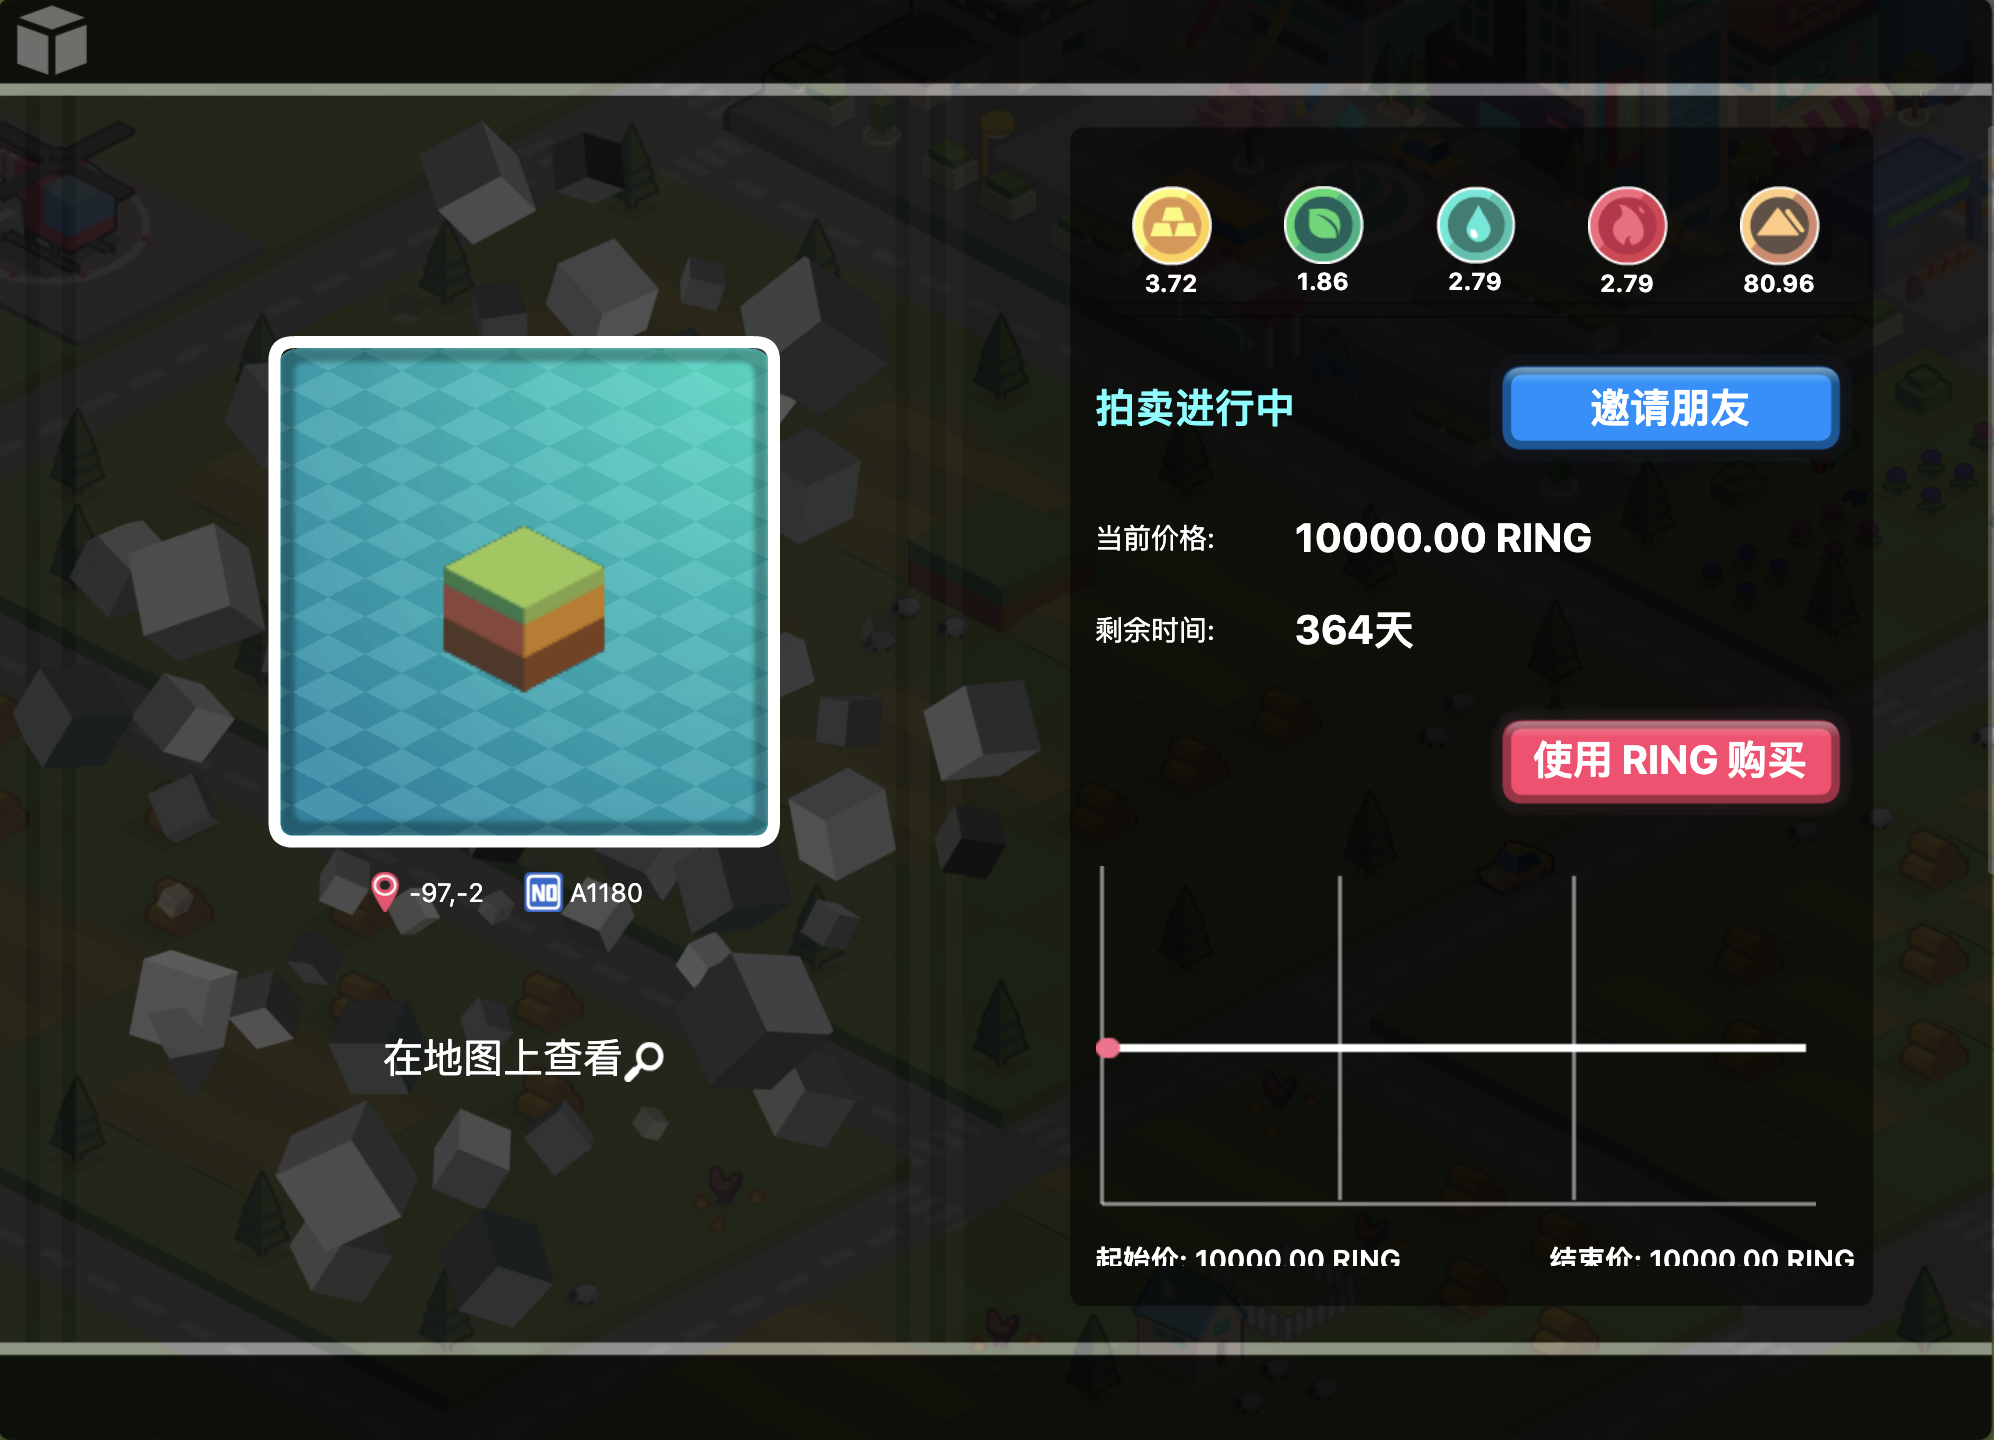 3.72 1.86 2.79 2.79 80.96
拍卖进行中 邀请朋友
当前价格: 10000.00 RING
剩余时间: 364天
使用 RING 购买
-97,-2 NO A1180
在地图上查看
起始价: 10000.00 RING 结束价: 10000.00 RING